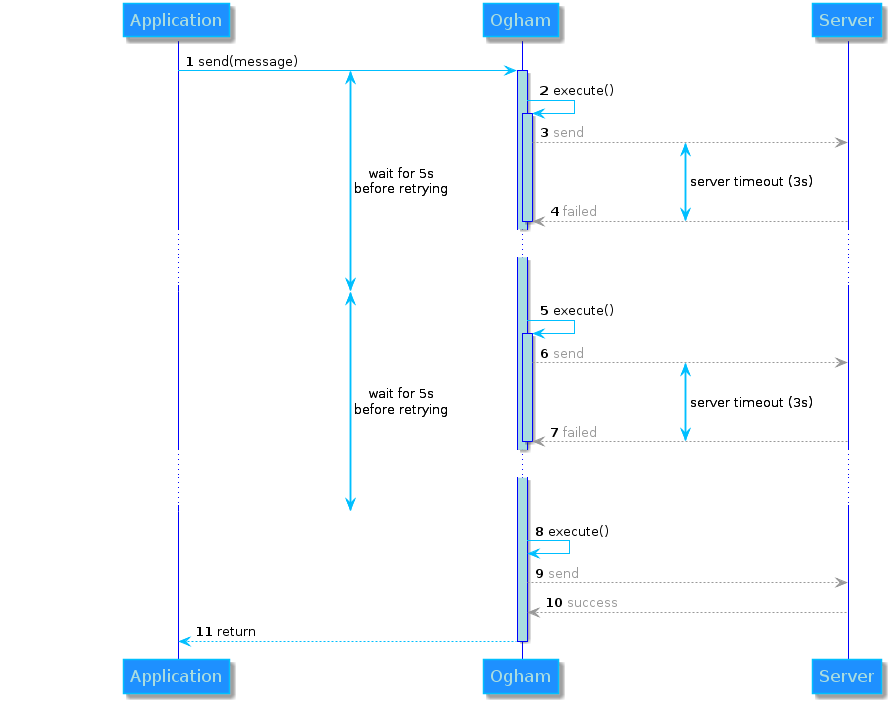 Application
Ogham
Server
1 send(message)
2 execute()
3 send
wait for 5s
before retrying
server timeout (3s)
4 failed
5 execute()
6 send
wait for 5s
before retrying
server timeout (3s)
7 failed
8 execute()
9 send
10 success
11 return
Application
Ogham
Server